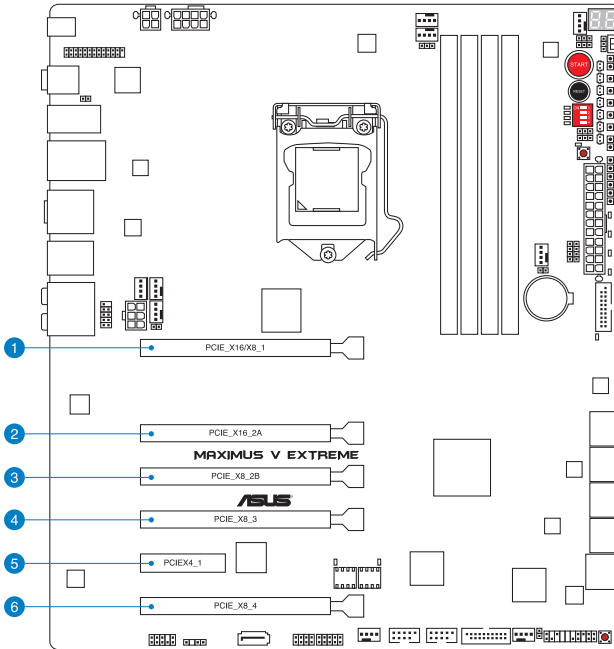 START
RESET
1
PCIE_X16/X8_1
2
PCIE_X16_2A
MAXIMUS V EXTREME
3
PCIE_X8_2B
ASUS
4
PCIE_X8_3
5
PCIEX4_1
6
PCIE_X8_4